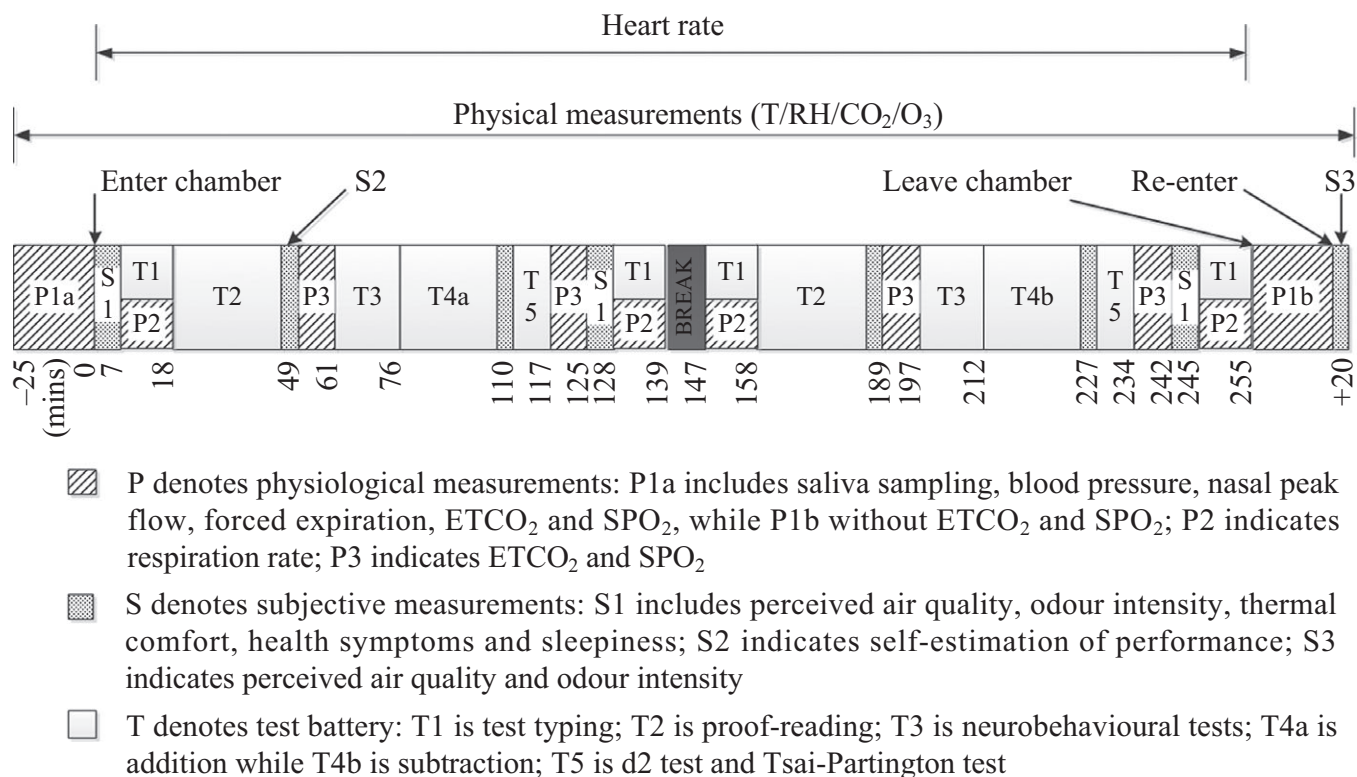 Heart rate
Physical measurements (T/RH/CO₂/O₃)
Enter chamber
S2
Leave chamber
Re-enter
S3
P1a
S1
T1
P2
T2
P3
T3
T4a
T5
P3
S1
T1
P2
BREAK
T1
P2
T2
P3
T3
T4b
T5
P3
S1
T1
P2
P1b
–25
(mins)
0
7
18
49
61
76
110
117
125
128
139
147
158
189
197
212
227
234
242
245
255
+20
P denotes physiological measurements: P1a includes saliva sampling, blood pressure, nasal peak
flow, forced expiration, ETCO₂ and SPO₂, while P1b without ETCO₂ and SPO₂; P2 indicates
respiration rate; P3 indicates ETCO₂ and SPO₂
S denotes subjective measurements: S1 includes perceived air quality, odour intensity, thermal
comfort, health symptoms and sleepiness; S2 indicates self-estimation of performance; S3
indicates perceived air quality and odour intensity
T denotes test battery: T1 is test typing; T2 is proof-reading; T3 is neurobehavioural tests; T4a is
addition while T4b is subtraction; T5 is d2 test and Tsai-Partington test